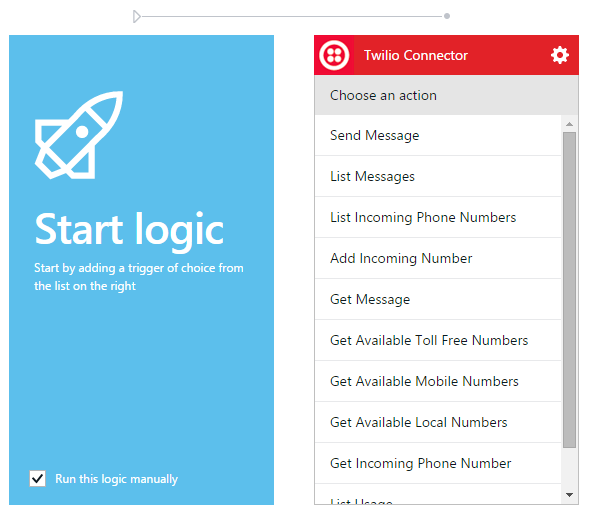 Start logic
Start by adding a trigger of choice from
the list on the right
Run this logic manually
Twilio Connector
Choose an action
Send Message
List Messages
List Incoming Phone Numbers
Add Incoming Number
Get Message
Get Available Toll Free Numbers
Get Available Mobile Numbers
Get Available Local Numbers
Get Incoming Phone Number
List Usage